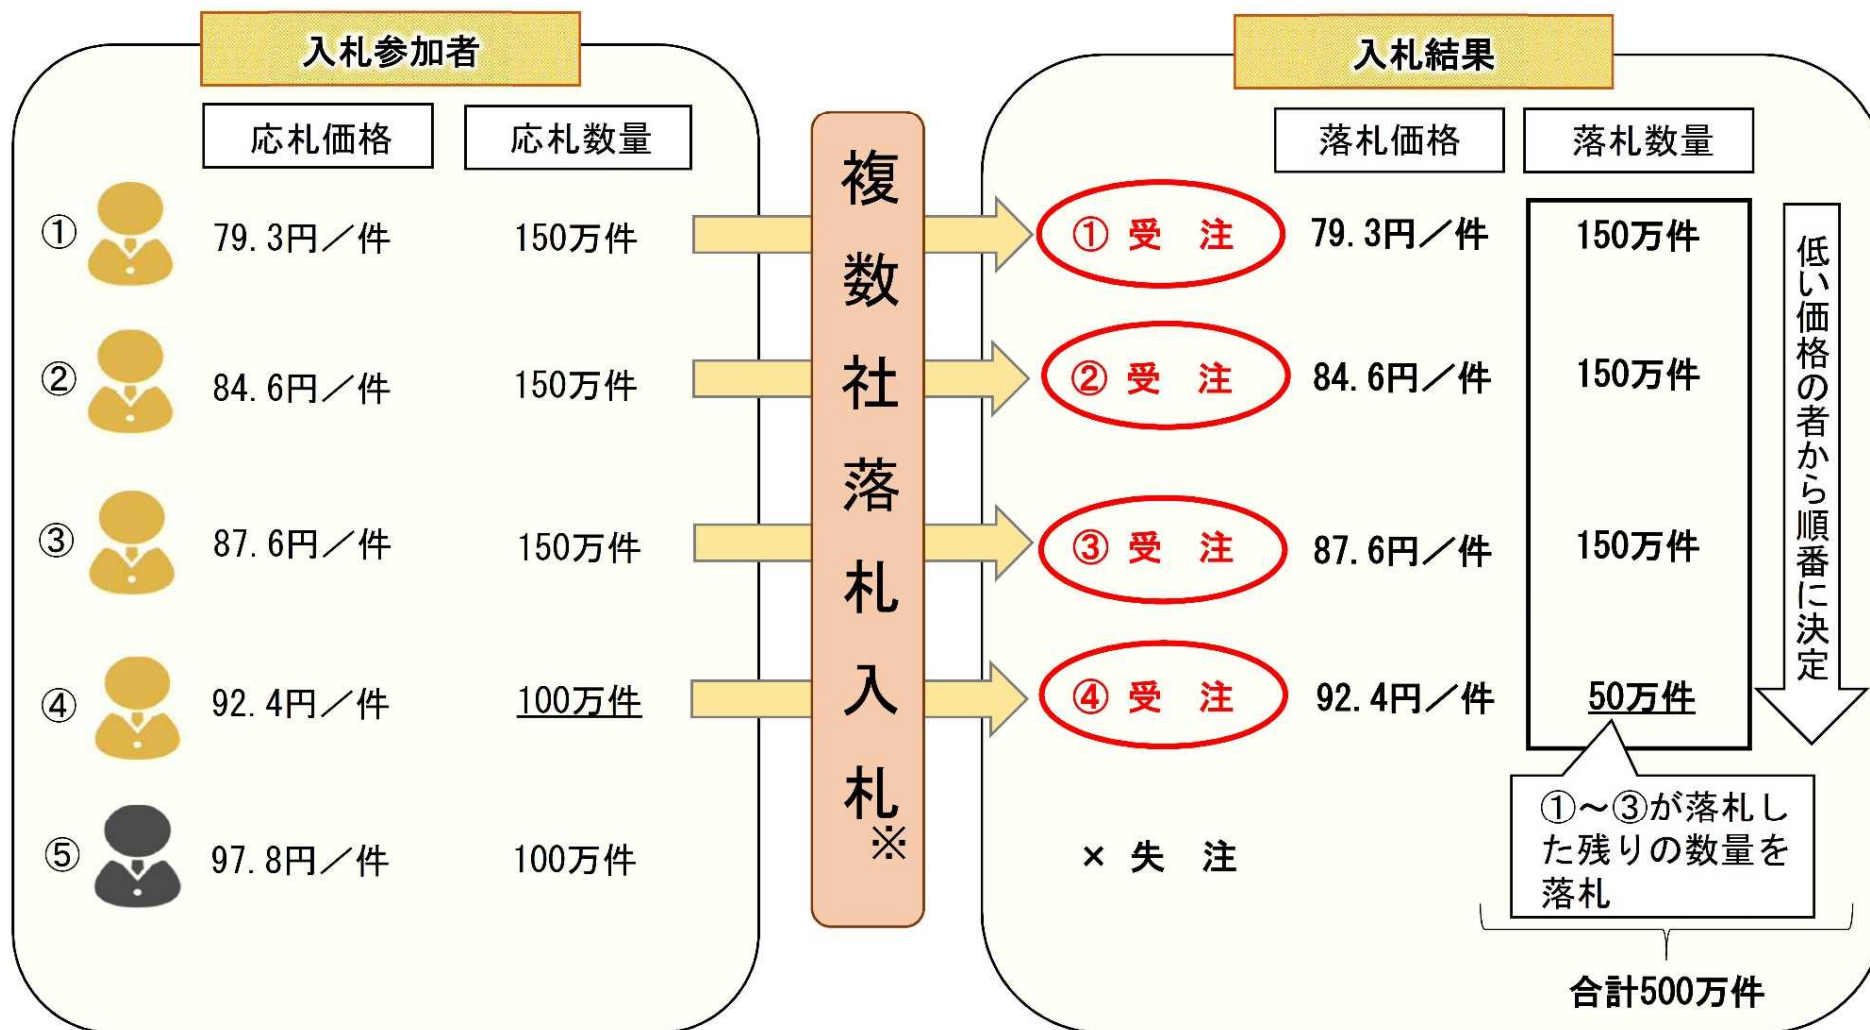 入札参加者
応札価格 応札数量
① 79.3円／件 150万件
② 84.6円／件 150万件
③ 87.6円／件 150万件
④ 92.4円／件 100万件
⑤ 97.8円／件 100万件
複数社落札入札※
入札結果
落札価格 落札数量
① 受 注 79.3円／件 150万件
② 受 注 84.6円／件 150万件
③ 受 注 87.6円／件 150万件
④ 受 注 92.4円／件 50万件
× 失 注
低い価格の者から順番に決定
①～③が落札し
た残りの数量を
落札
合計500万件